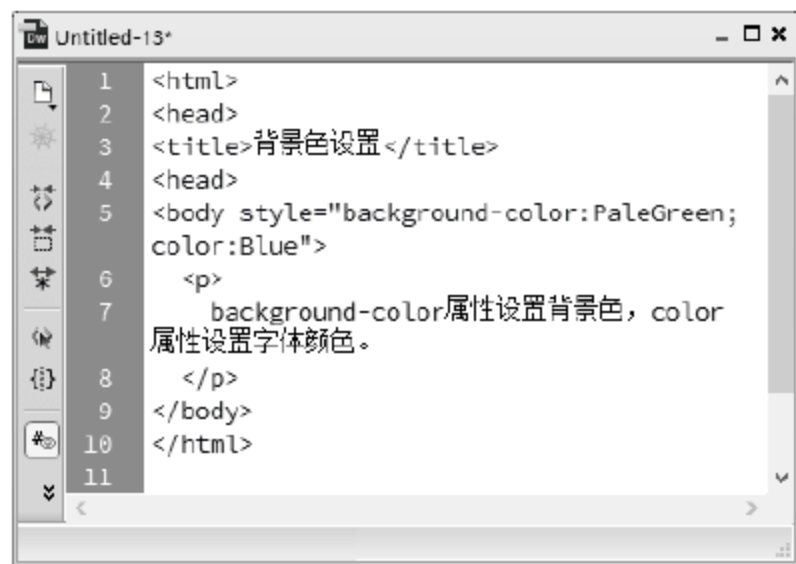 Untitled-13*
1 <html>
2 <head>
3 <title>背景色设置</title>
4 <head>
5 <body style="background-color:PaleGreen;
color:Blue">
6 <p>
7 background-color属性设置背景色，color
属性设置字体颜色。
8 </p>
9 </body>
10 </html>
11